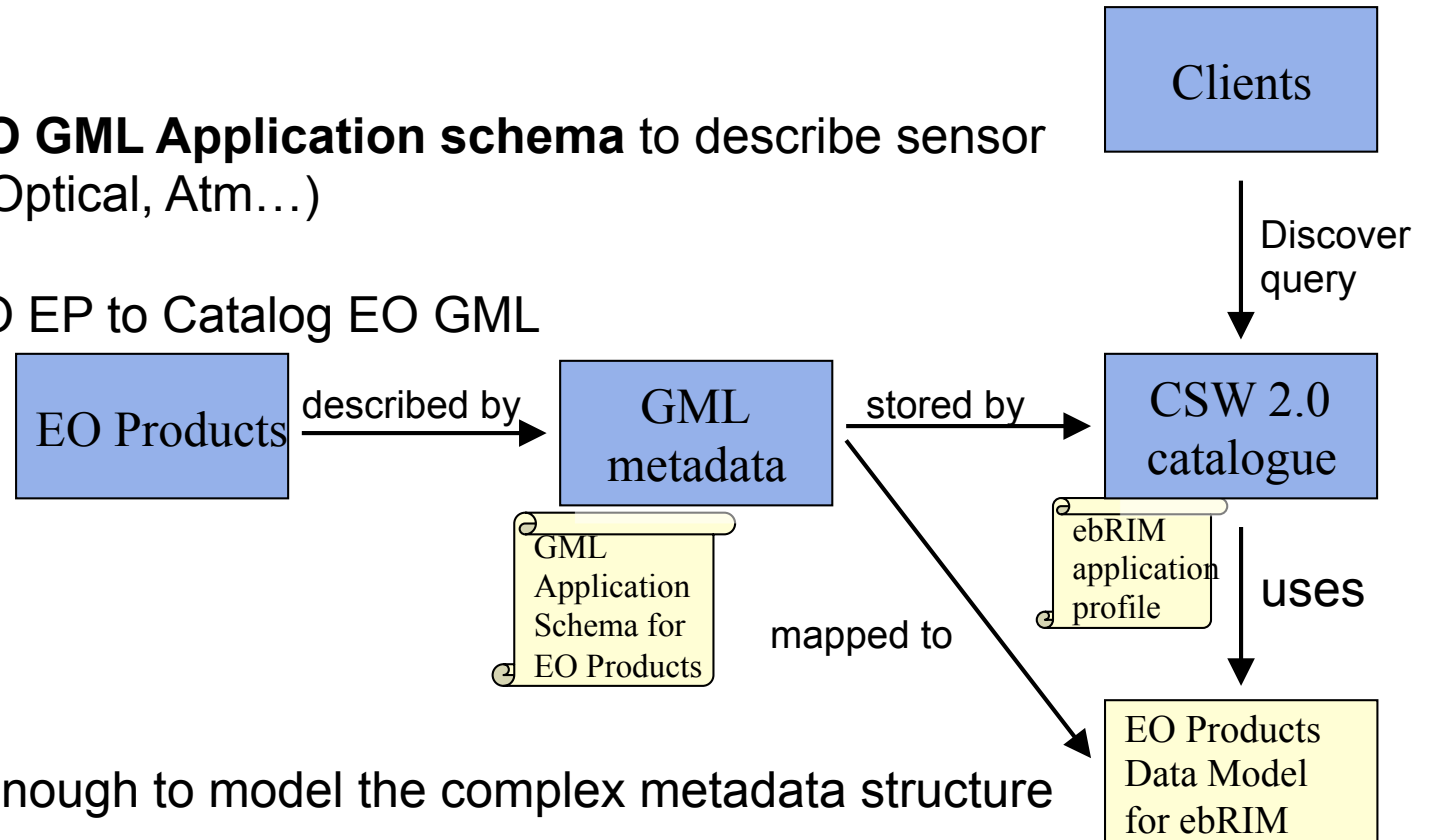 Clients
O GML Application schema to describe sensor
Optical, Atm…)
Discover
query
O EP to Catalog EO GML
EO Products
described by
GML
metadata
stored by
CSW 2.0
catalogue
GML
Application
Schema for
EO Products
ebRIM
application
profile
uses
mapped to
EO Products
Data Model
for ebRIM
nough to model the complex metadata structure